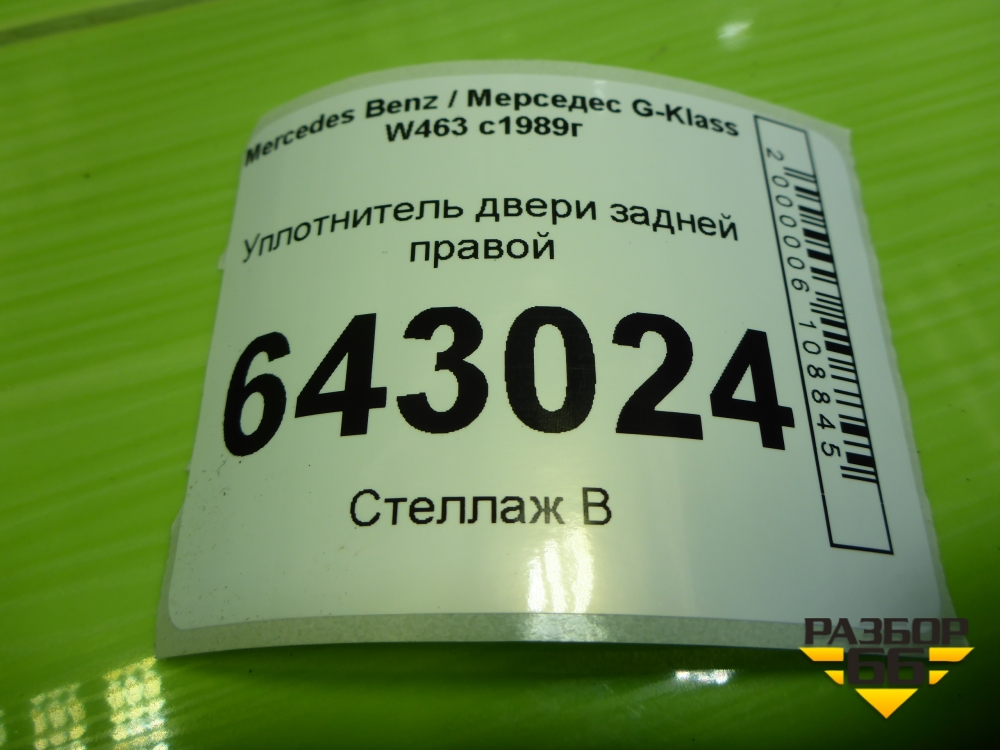 Mercedes Benz / Мерседес G-Klass
W463 с1989г
Уплотнитель двери задней
правой
643024
Стеллаж В
2000006108845
РАЗБОР
66